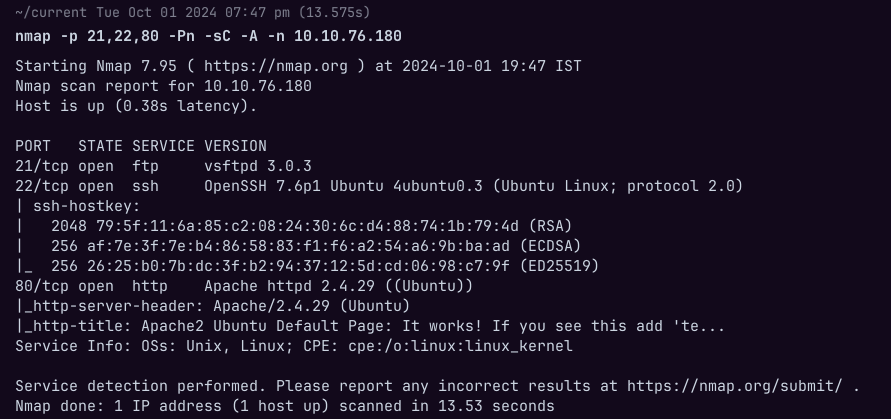 ~/current Tue Oct 01 2024 07:47 pm (13.575s)
nmap -p 21,22,80 -Pn -sC -A -n 10.10.76.180
Starting Nmap 7.95 ( https://nmap.org ) at 2024-10-01 19:47 IST
Nmap scan report for 10.10.76.180
Host is up (0.38s latency).

PORT   STATE SERVICE VERSION
21/tcp open  ftp     vsftpd 3.0.3
22/tcp open  ssh     OpenSSH 7.6p1 Ubuntu 4ubuntu0.3 (Ubuntu Linux; protocol 2.0)
| ssh-hostkey:
|   2048 79:5f:11:6a:85:c2:08:24:30:6c:d4:88:74:1b:79:4d (RSA)
|   256 af:7e:3f:7e:b4:86:58:83:f1:f6:a2:54:a6:9b:ba:ad (ECDSA)
|_  256 26:25:b0:7b:dc:3f:b2:94:37:12:5d:cd:06:98:c7:9f (ED25519)
80/tcp open  http    Apache httpd 2.4.29 ((Ubuntu))
|_http-server-header: Apache/2.4.29 (Ubuntu)
|_http-title: Apache2 Ubuntu Default Page: It works! If you see this add 'te...
Service Info: OSs: Unix, Linux; CPE: cpe:/o:linux:linux_kernel

Service detection performed. Please report any incorrect results at https://nmap.org/submit/ .
Nmap done: 1 IP address (1 host up) scanned in 13.53 seconds